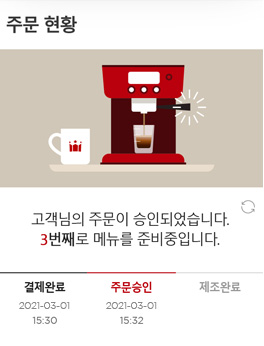 주문 현황
고객님의 주문이 승인되었습니다.
3번째로 메뉴를 준비중입니다.
결제완료 주문승인 제조완료
2021-03-01 2021-03-01
15:30 15:32